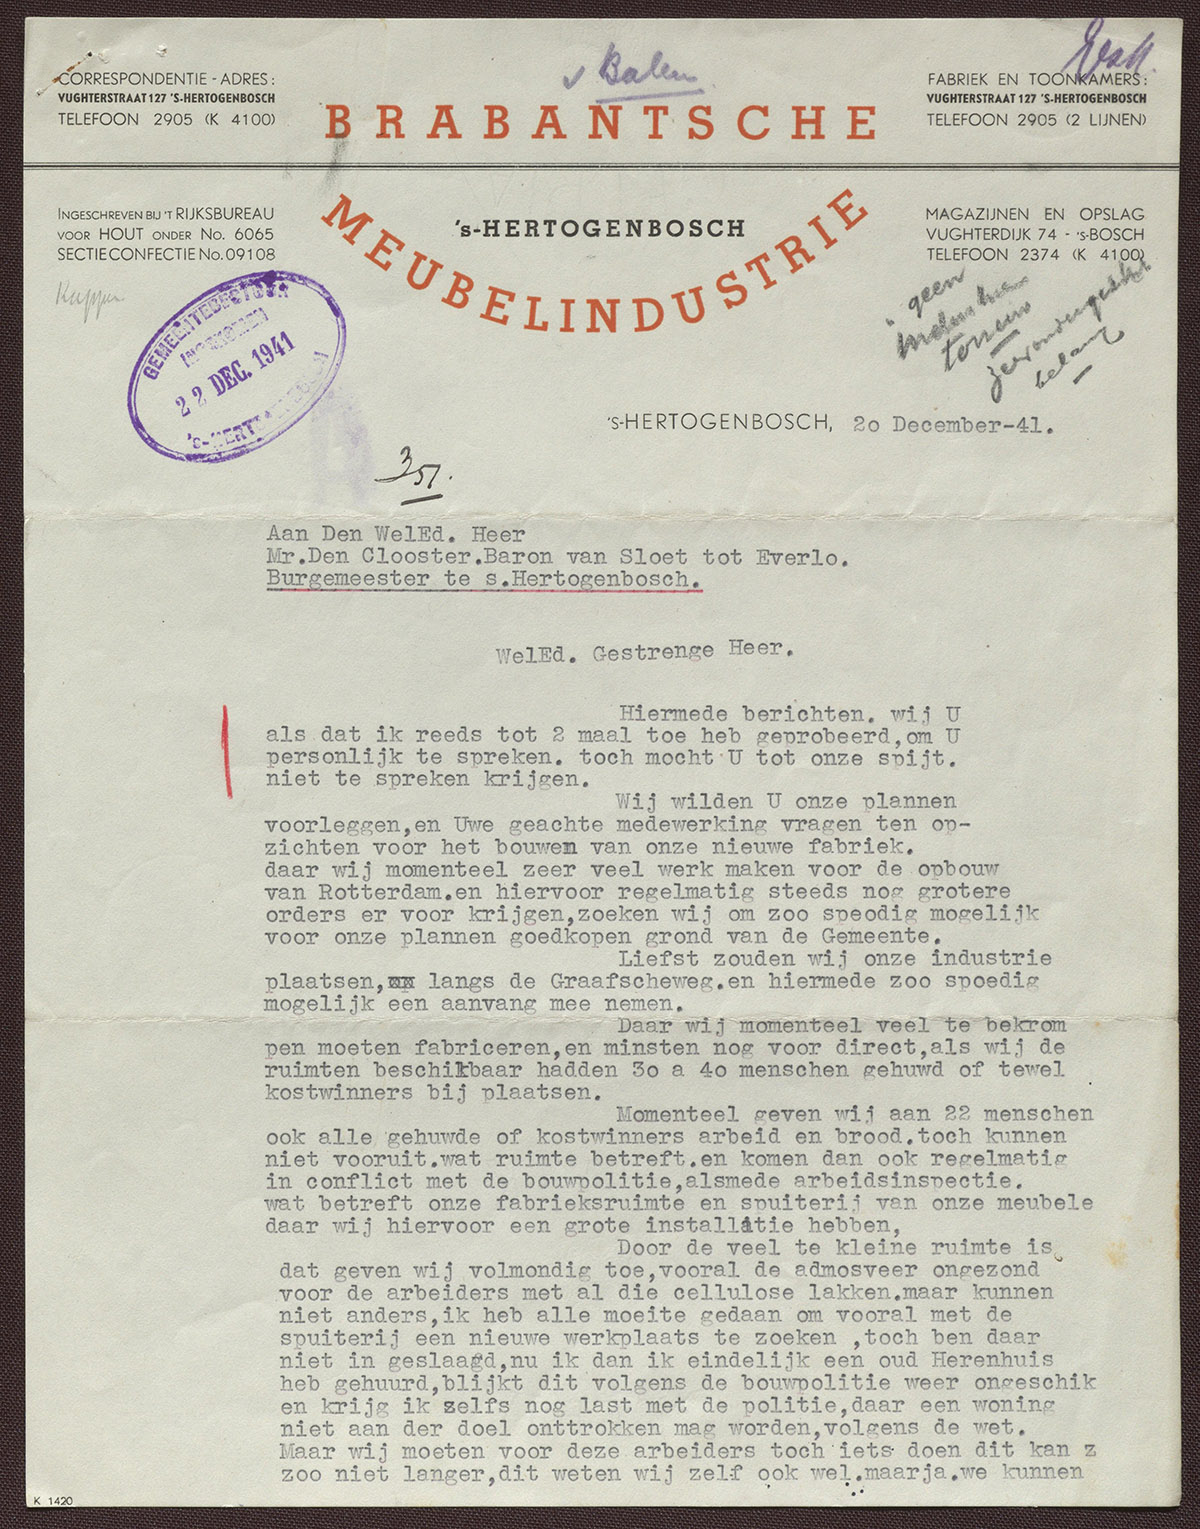 CORRESPONDENTIE - ADRES:
VUGHTERSTRAAT 127 'S-HERTOGENBOSCH
TELEFOON 2905 (K 4100)
v Balen
FABRIEK EN TOONKAMERS:
VUGHTERSTRAAT 127 'S-HERTOGENBOSCH
TELEFOON 2905 (2 LIJNEN)
BRABANTSCHE
MEUBELINDUSTRIE
's-HERTOGENBOSCH
INGESCHREVEN BIJ 'T RIJKSBUREAU
VOOR HOUT ONDER No. 6065
SECTIE CONFECTIE No. 09108
MAGAZIJNEN EN OPSLAG
VUGHTERDIJK 74 - 's-BOSCH
TELEFOON 2374 (K 4100)
geen
terrein
belang
GEMEENTEBESTUUR
INGEKOMEN
22 DEC. 1941
's-HERTOGENBOSCH
'S-HERTOGENBOSCH, 2o December-41.
351.
Aan Den WelEd. Heer
Mr.Den Clooster.Baron van Sloet tot Everlo.
Burgemeester te s.Hertogenbosch.
WelEd. Gestrenge Heer.
Hiermede berichten. wij U
als dat ik reeds tot 2 maal toe heb geprobeerd,om U
personlijk te spreken. toch mocht U tot onze spijt.
niet te spreken krijgen.
Wij wilden U onze plannen
voorleggen,en Uwe geachte medewerking vragen ten op-
zichten voor het bouwen van onze nieuwe fabriek.
daar wij momenteel zeer veel werk maken voor de opbouw
van Rotterdam.en hiervoor regelmatig steeds nog grotere
orders er voor krijgen,zoeken wij om zoo speodig mogelijk
voor onze plannen goedkopen grond van de Gemeente.
Liefst zouden wij onze industrie
plaatsen, langs de Graafscheweg.en hiermede zoo spoedig
mogelijk een aanvang mee nemen.
Daar wij momenteel veel te bekrom
pen moeten fabriceren,en minsten nog voor direct,als wij de
ruimten beschikbaar hadden 3o a 4o menschen gehuwd of tewel
kostwinners bij plaatsen.
Momenteel geven wij aan 22 menschen
ook alle gehuwde of kostwinners arbeid en brood.toch kunnen
niet vooruit.wat ruimte betreft.en komen dan ook regelmatig
in conflict met de bouwpolitie,alsmede arbeidsinspectie.
wat betreft onze fabrieksruimte en spuiterij van onze meubele
daar wij hiervoor een grote installatie hebben,
Door de veel te kleine ruimte is
dat geven wij volmondig toe,vooral de admosveer ongezond
voor de arbeiders met al die cellulose lakken.maar kunnen
niet anders,ik heb alle moeite gedaan om vooral met de
spuiterij een nieuwe werkplaats te zoeken ,toch ben daar
niet in geslaagd,nu ik dan ik eindelijk een oud Herenhuis
heb gehuurd,blijkt dit volgens de bouwpolitie weer ongeschik
en krijg ik zelfs nog last met de politie,daar een woning
niet aan der doel onttrokken mag worden,volgens de wet.
Maar wij moeten voor deze arbeiders toch iets doen dit kan z
zoo niet langer,dit weten wij zelf ook wel.maarja.we kunnen
K 1420